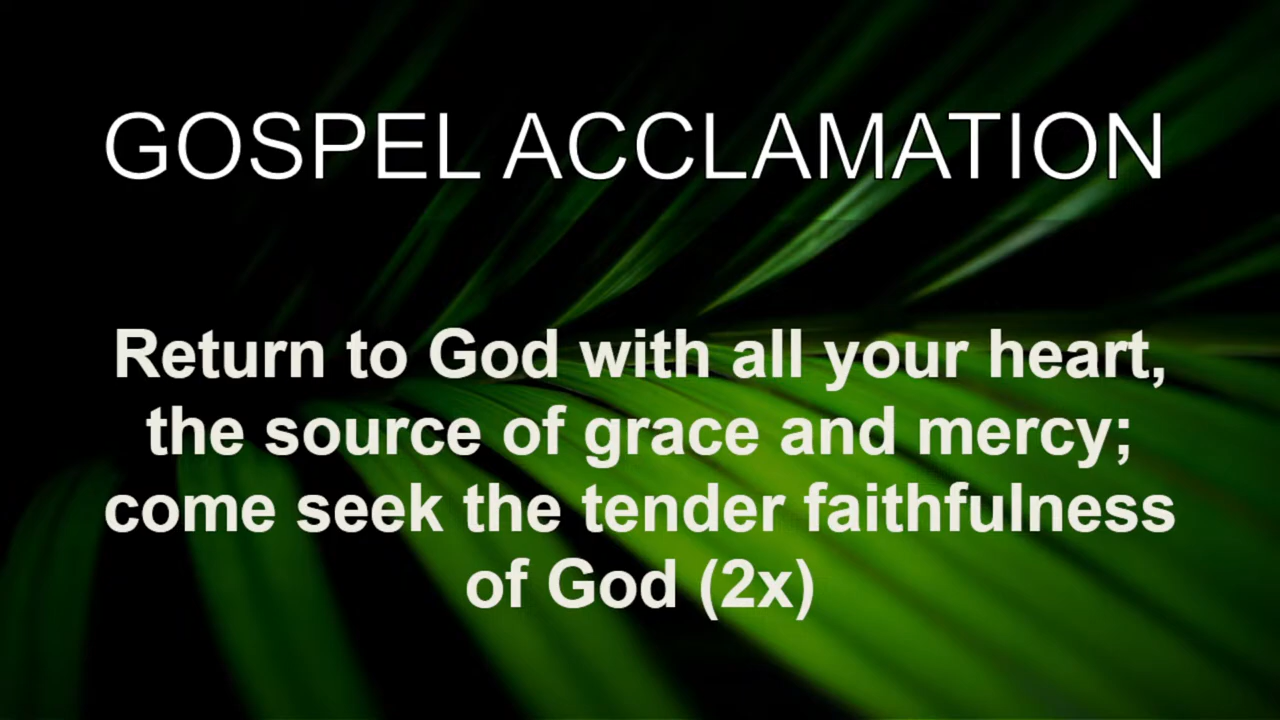 GOSPEL ACCLAMATION
Return to God with all your heart,
the source of grace and mercy;
come seek the tender faithfulness
of God (2x)